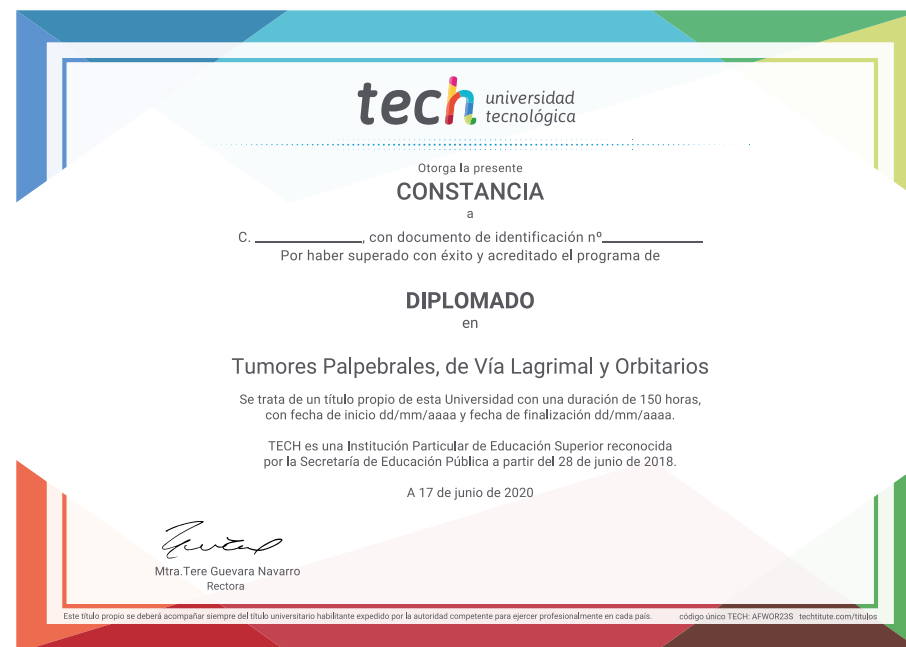 tech universidad
tecnológica
Otorga la presente
CONSTANCIA
a
C. ____________, con documento de identificación nº____________
Por haber superado con éxito y acreditado el programa de
DIPLOMADO
en
Tumores Palpebrales, de Vía Lagrimal y Orbitarios
Se trata de un título propio de esta Universidad con una duración de 150 horas,
con fecha de inicio dd/mm/aaaa y fecha de finalización dd/mm/aaaa.
TECH es una Institución Particular de Educación Superior reconocida
por la Secretaría de Educación Pública a partir del 28 de junio de 2018.
A 17 de junio de 2020
Mtra.Tere Guevara Navarro
Rectora
Este título propio se deberá acompañar siempre del título universitario habilitante expedido por la autoridad competente para ejercer profesionalmente en cada país. código único TECH: AFWOR23S techtitute.com/titulos